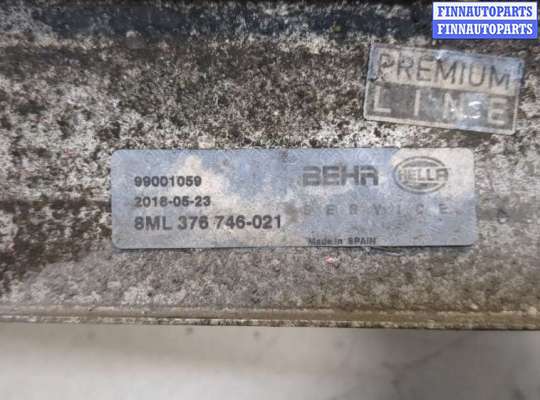 FINNAUTOPARTS
FINNAUTOPARTS
PREMIUM
LINE
99001059
2018-05-23
8ML 376 746-021
BEHR HELLA
SERVICE
Made in SPAIN